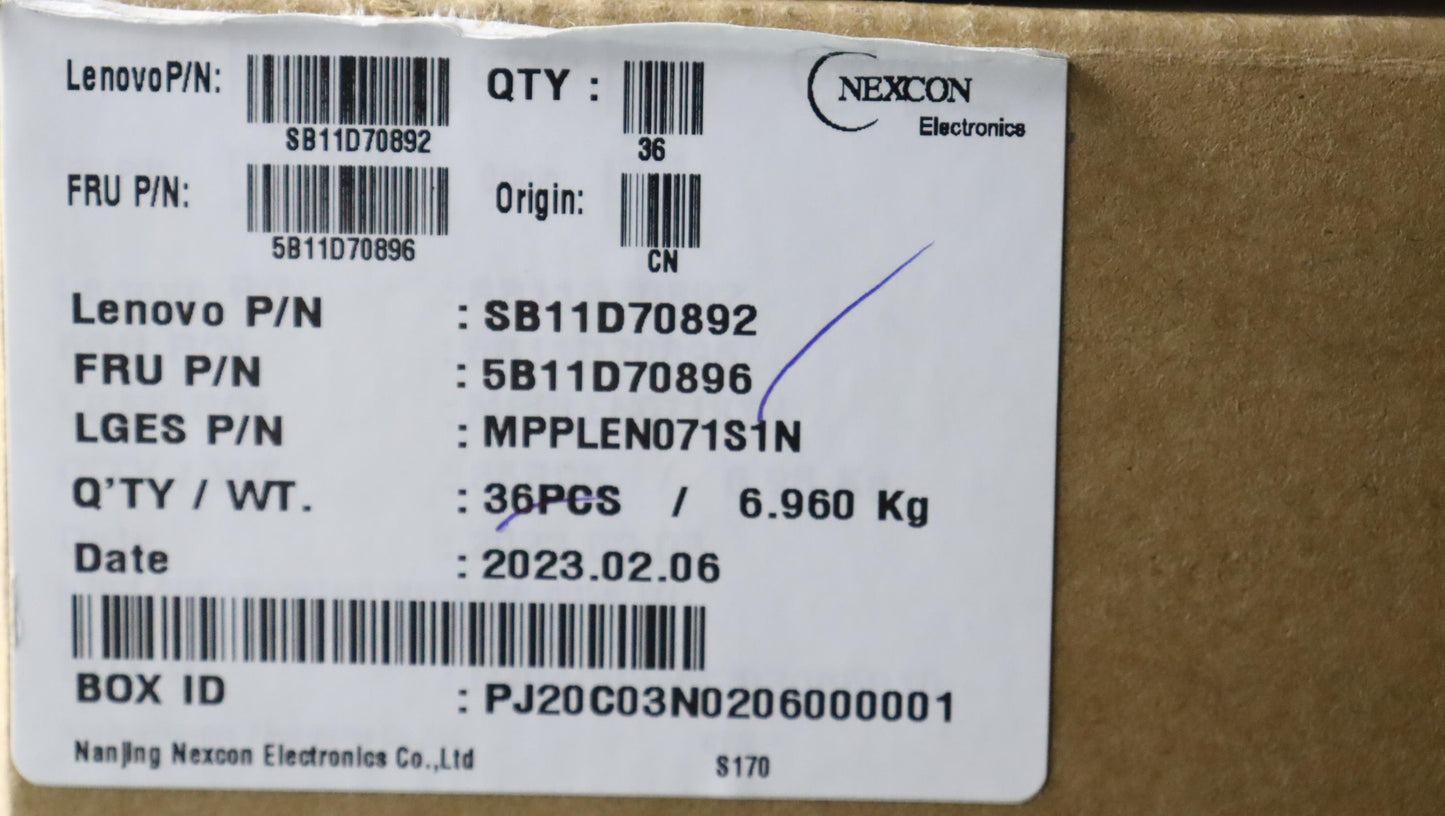 LenovoP/N:
SB11D70892
QTY :
36
NEXCON
Electronics
FRU P/N:
5B11D70896
Origin:
CN
Lenovo P/N : SB11D70892
FRU P/N : 5B11D70896
LGES P/N : MPPLEN071S1N
Q'TY / WT. : 36PCS / 6.960 Kg
Date : 2023.02.06
BOX ID : PJ20C03N0206000001
Nanjing Nexcon Electronics Co.,Ltd S170